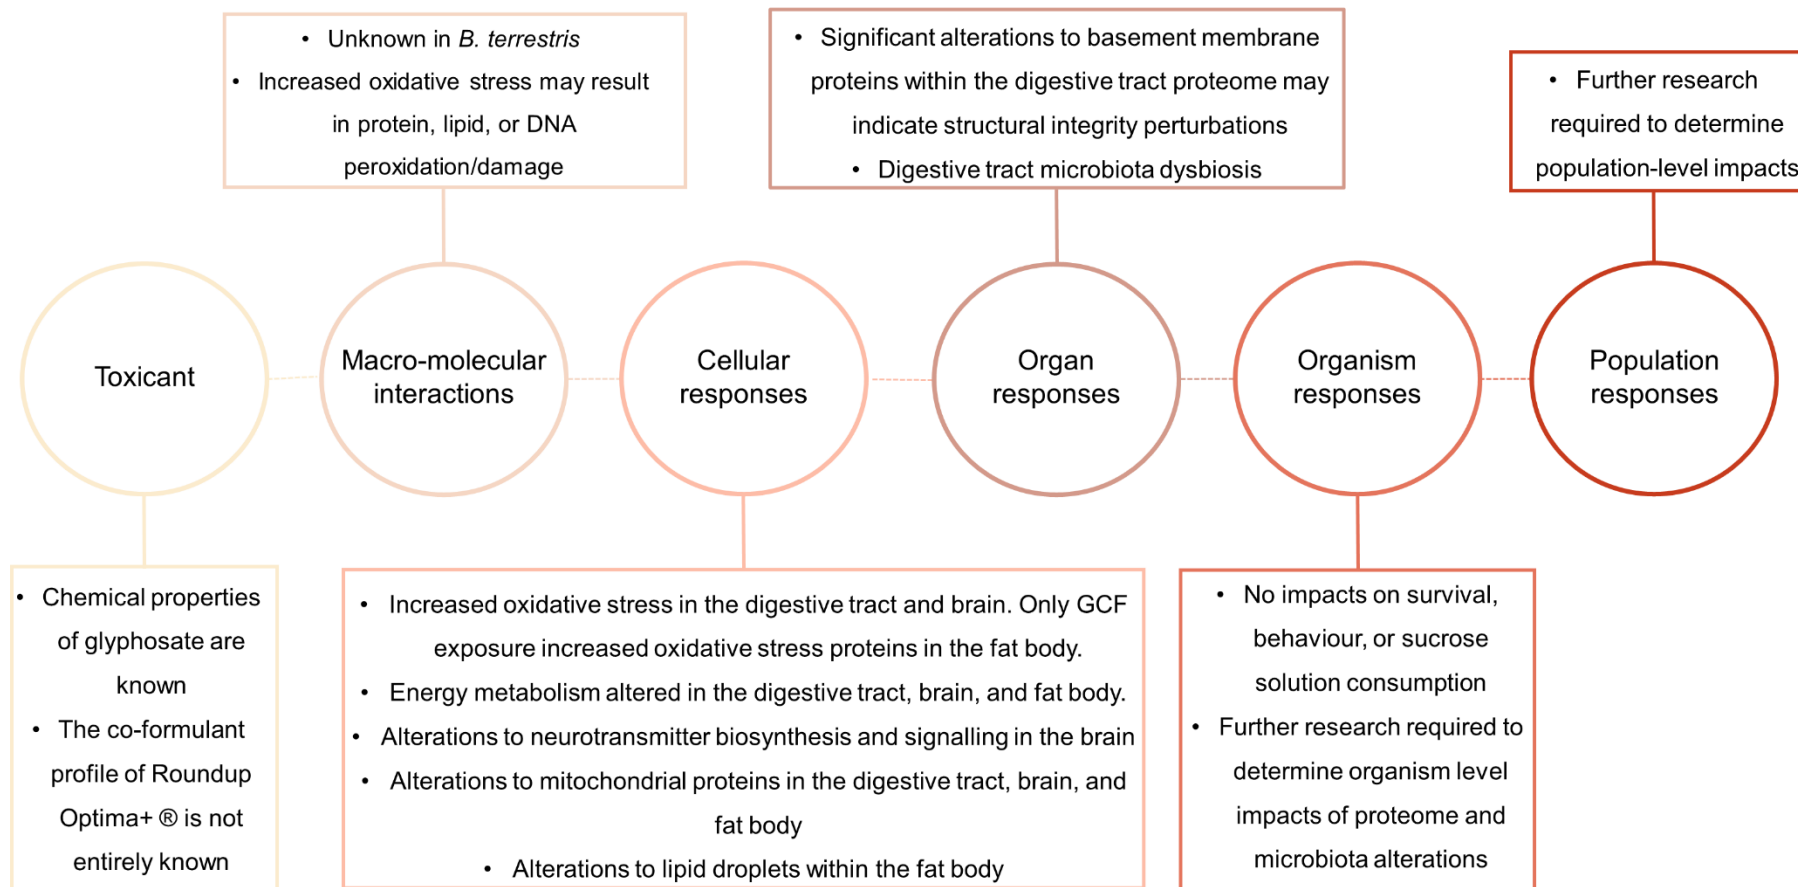 • Unknown in B. terrestris
• Increased oxidative stress may result
in protein, lipid, or DNA
peroxidation/damage
• Significant alterations to basement membrane
proteins within the digestive tract proteome may
indicate structural integrity perturbations
• Digestive tract microbiota dysbiosis
• Further research
required to determine
population-level impacts
Toxicant
Macro-molecular
interactions
Cellular
responses
Organ
responses
Organism
responses
Population
responses
• Chemical properties
of glyphosate are
known
• The co-formulant
profile of Roundup
Optima+ ® is not
entirely known
• Increased oxidative stress in the digestive tract and brain. Only GCF
exposure increased oxidative stress proteins in the fat body.
• Energy metabolism altered in the digestive tract, brain, and fat body.
• Alterations to neurotransmitter biosynthesis and signalling in the brain
• Alterations to mitochondrial proteins in the digestive tract, brain, and
fat body
• Alterations to lipid droplets within the fat body
• No impacts on survival,
behaviour, or sucrose
solution consumption
• Further research required to
determine organism level
impacts of proteome and
microbiota alterations